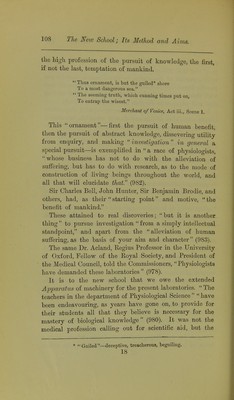 108 The New School; Its Method and Aims.
the high profession of the pursuit of knowledge, the first,
if not the last, temptation of mankind.
"Thus ornament, is but the guiled* shore
To a most dangerous sea."
"The seeming truth, which cunning times put on,
To entrap the wisest."
Merchant of Venice, Act iii., Scene 2.
This "ornament"—first the pursuit of human benefit,
then the pursuit of abstract knowledge, discovering utility
from enquiry, and making "investigation" in general a
special pursuit—is exemplified in "a race of physiologists,
"whose business has not to do with the alleviation of
suffering, but has to do with research, as to the mode of
construction of living beings throughout the world, and
all that will elucidate that" (982).
Sir Charles Bell, John Hunter, Sir Benjamin Brodie, and
others, had, as their "starting point" and motive, "the
benefit of mankind."
These attained to real discoveries; "but it is another
thing" to pursue investigation "from a simply intellectual
standpoint," and apart from the "alleviation of human
suffering, as the basis of your aim and character" (983).
The same Dr. Acland, Regius Professor in the University
of Oxford, Fellow of the Royal Society, and President of
the Medical Council, told the Commissioners, "Physiologists
have demanded these laboratories" (978).
It is to the new school that we owe the extended
Apparatus of machinery for the present laboratories. "The
teachers in the department of Physiological Science" "have
been endeavouring, as years have gone on, to provide for
their students all that they believe is necessary for the
mastery of biological knowledge" (980). It was not the
medical profession calling out for scientific aid, but the
* "Guiled"—deceptive, treacherous, beguiling.
18